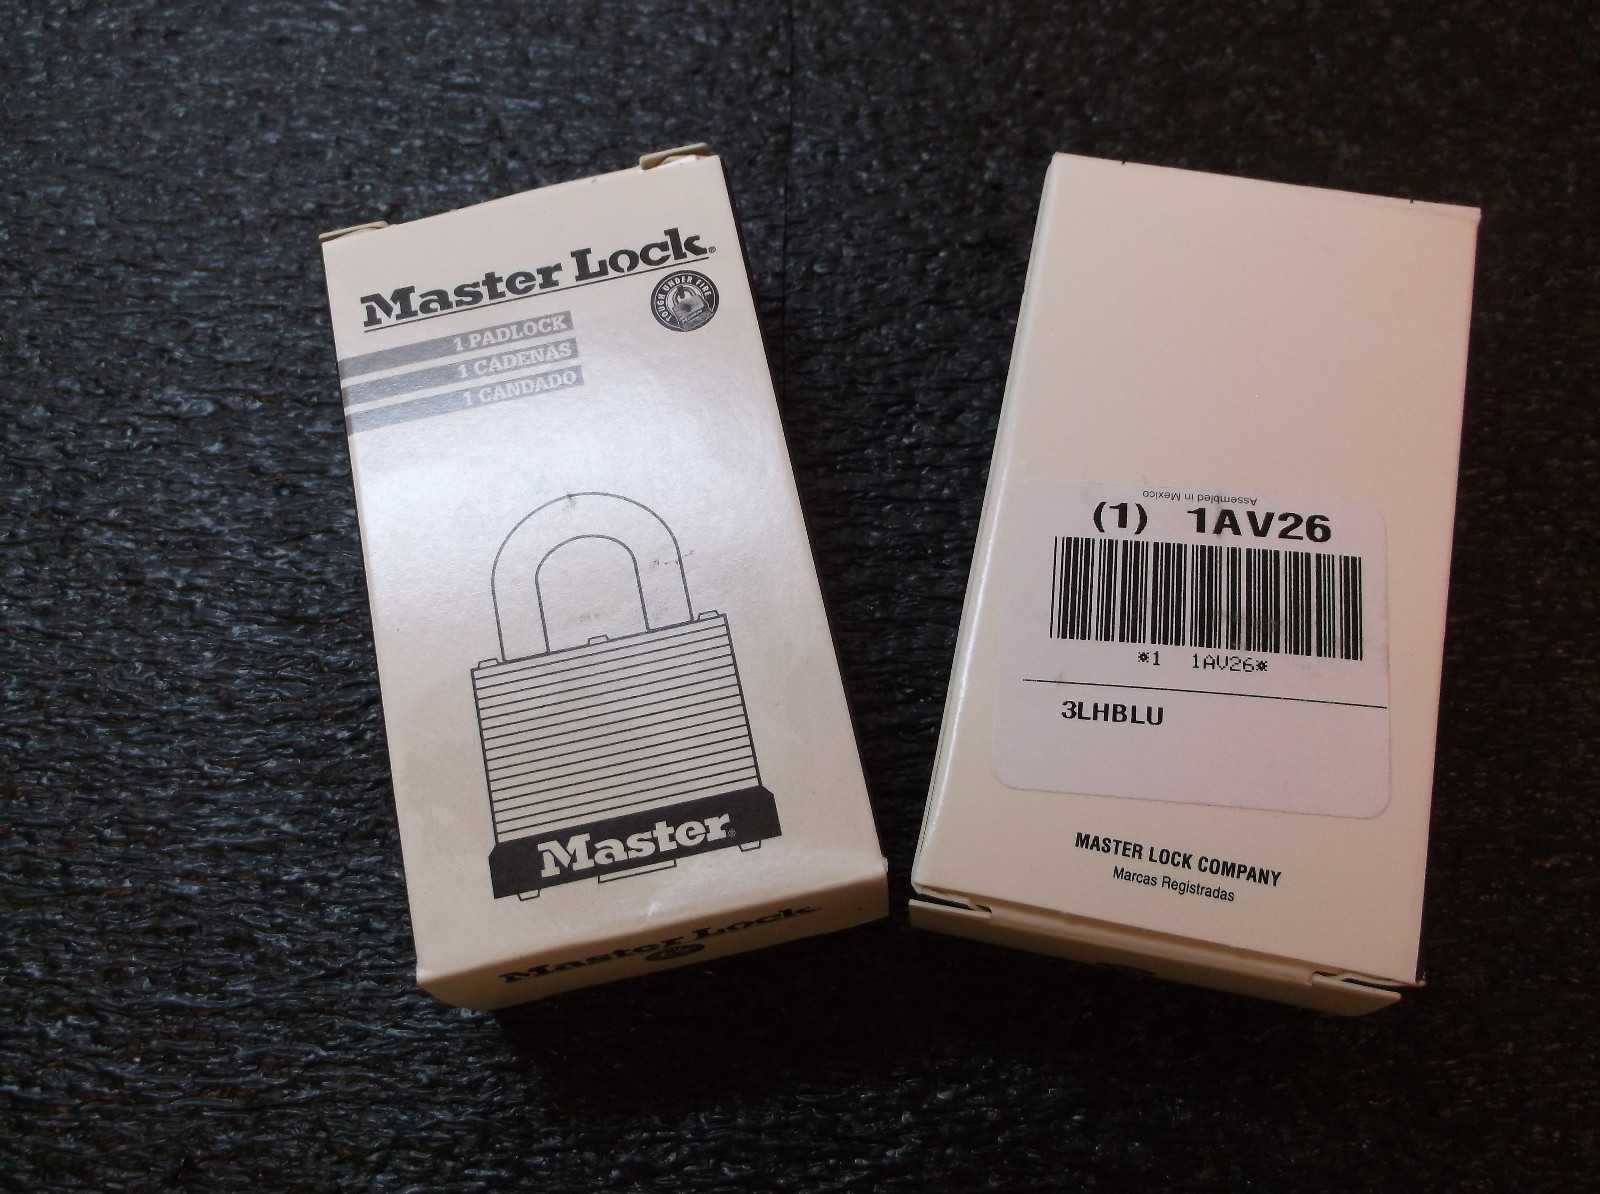 Master Lock®
TOUGH UNDER FIRE
1 PADLOCK
1 CADENAS
1 CANDADO
Master®
Master Lock
Assembled in Mexico
(1) 1AV26
*1 1AV26*
3LHBLU
MASTER LOCK COMPANY
Marcas Registradas